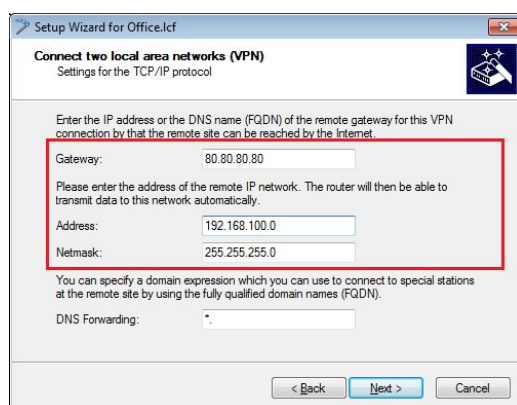 Setup Wizard for Office.lcf
Connect two local area networks (VPN)
Settings for the TCP/IP protocol
Enter the IP address or the DNS name (FQDN) of the remote gateway for this VPN
connection by that the remote site can be reached by the Internet.
Gateway: 80.80.80.80
Please enter the address of the remote IP network. The router will then be able to
transmit data to this network automatically.
Address: 192.168.100.0
Netmask: 255.255.255.0
You can specify a domain expression which you can use to connect to special stations
at the remote site by using the fully qualified domain names (FQDN).
DNS Forwarding: *.
< Back Next > Cancel